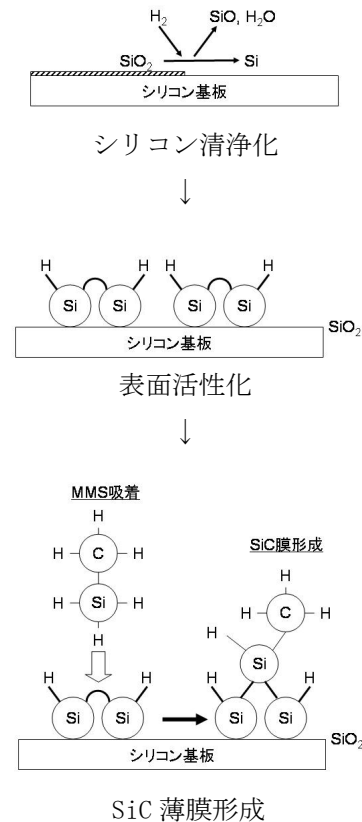 H2 SiO, H2O
SiO2 Si
シリコン基板
シリコン清浄化
↓
H H H H
Si Si Si Si
SiO2
シリコン基板
表面活性化
↓
MMS吸着
H
H C H
H Si H
H
H H
Si Si
SiC膜形成
H
H C H
H Si
H H
Si Si
SiO2
シリコン基板
SiC 薄膜形成